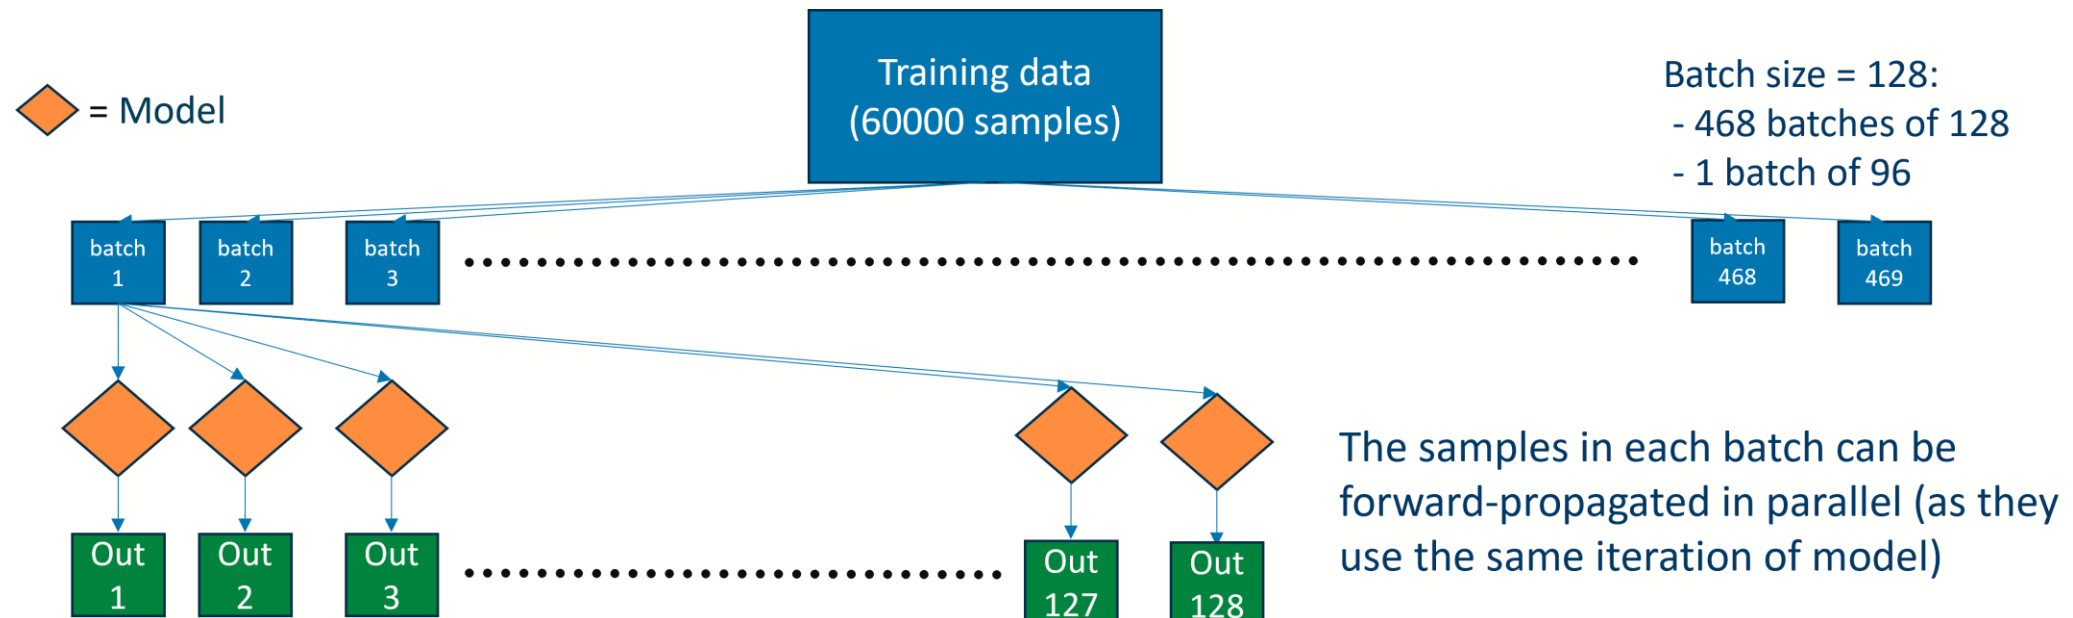 Training data
(60000 samples)
= Model
Batch size = 128:
- 468 batches of 128
- 1 batch of 96
batch
1
batch
2
batch
3
batch
468
batch
469
The samples in each batch can be
forward-propagated in parallel (as they
use the same iteration of model)
Out
1
Out
2
Out
3
Out
127
Out
128